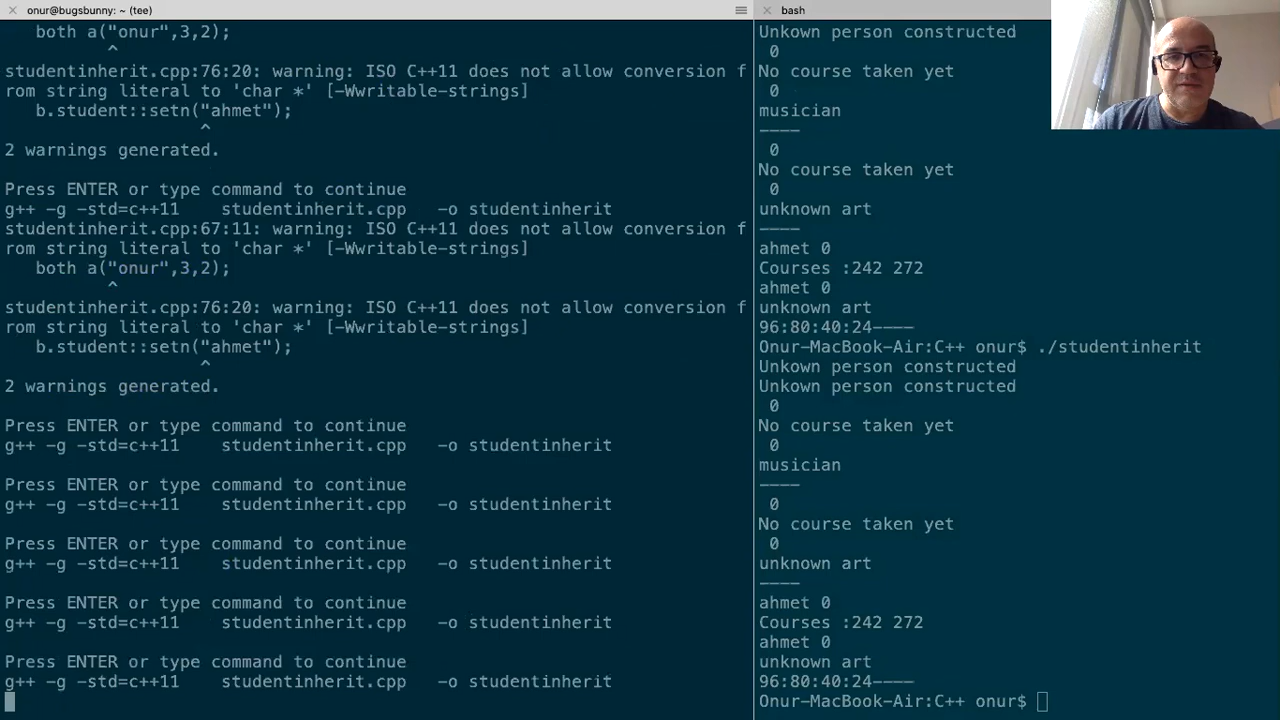 onur@bugsbunny: ~ (tee)
both a("onur",3,2);
^
studentinherit.cpp:76:20: warning: ISO C++11 does not allow conversion f
rom string literal to 'char *' [-Wwritable-strings]
b.student::setn("ahmet");
^
2 warnings generated.
Press ENTER or type command to continue
g++ -g -std=c++11 studentinherit.cpp -o studentinherit
studentinherit.cpp:67:11: warning: ISO C++11 does not allow conversion f
rom string literal to 'char *' [-Wwritable-strings]
both a("onur",3,2);
^
studentinherit.cpp:76:20: warning: ISO C++11 does not allow conversion f
rom string literal to 'char *' [-Wwritable-strings]
b.student::setn("ahmet");
^
2 warnings generated.
Press ENTER or type command to continue
g++ -g -std=c++11 studentinherit.cpp -o studentinherit
Press ENTER or type command to continue
g++ -g -std=c++11 studentinherit.cpp -o studentinherit
Press ENTER or type command to continue
g++ -g -std=c++11 studentinherit.cpp -o studentinherit
Press ENTER or type command to continue
g++ -g -std=c++11 studentinherit.cpp -o studentinherit
Press ENTER or type command to continue
g++ -g -std=c++11 studentinherit.cpp -o studentinherit
bash
Unkown person constructed
0
No course taken yet
0
musician
----
0
No course taken yet
0
unknown art
----
ahmet 0
Courses :242 272
ahmet 0
unknown art
96:80:40:24----
Onur-MacBook-Air:C++ onur$ ./studentinherit
Unkown person constructed
Unkown person constructed
0
No course taken yet
0
musician
----
0
No course taken yet
0
unknown art
----
ahmet 0
Courses :242 272
ahmet 0
unknown art
96:80:40:24----
Onur-MacBook-Air:C++ onur$